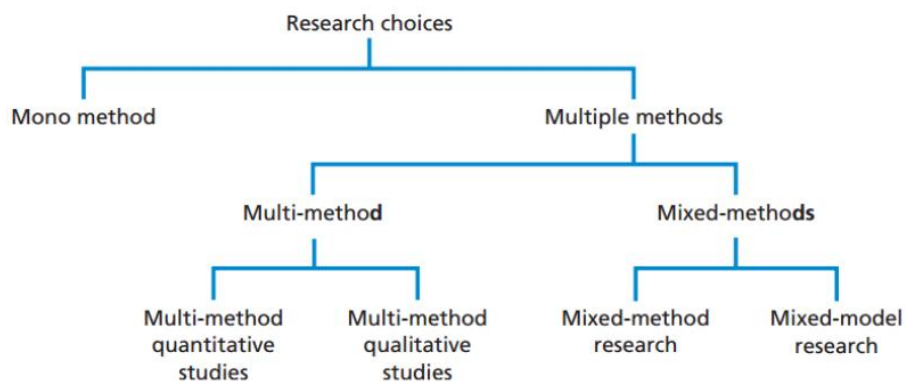 Research choices
Mono method
Multiple methods
Multi-method
Mixed-methods
Multi-method
quantitative
studies
Multi-method
qualitative
studies
Mixed-method
research
Mixed-model
research